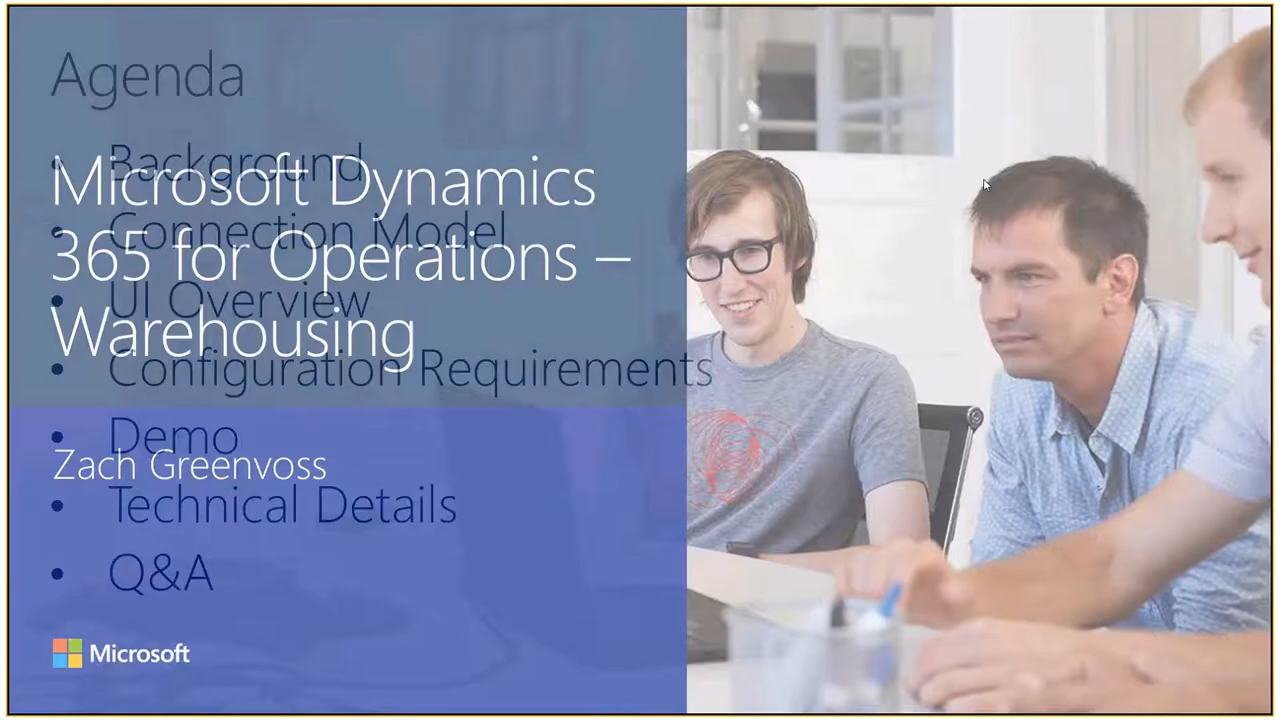 Agenda
• Background
Microsoft Dynamics
• Connection Model
365 for Operations –
• UI Overview
Warehousing
• Configuration Requirements
• Demo
Zach Greenvoss
• Technical Details
• Q&A
Microsoft